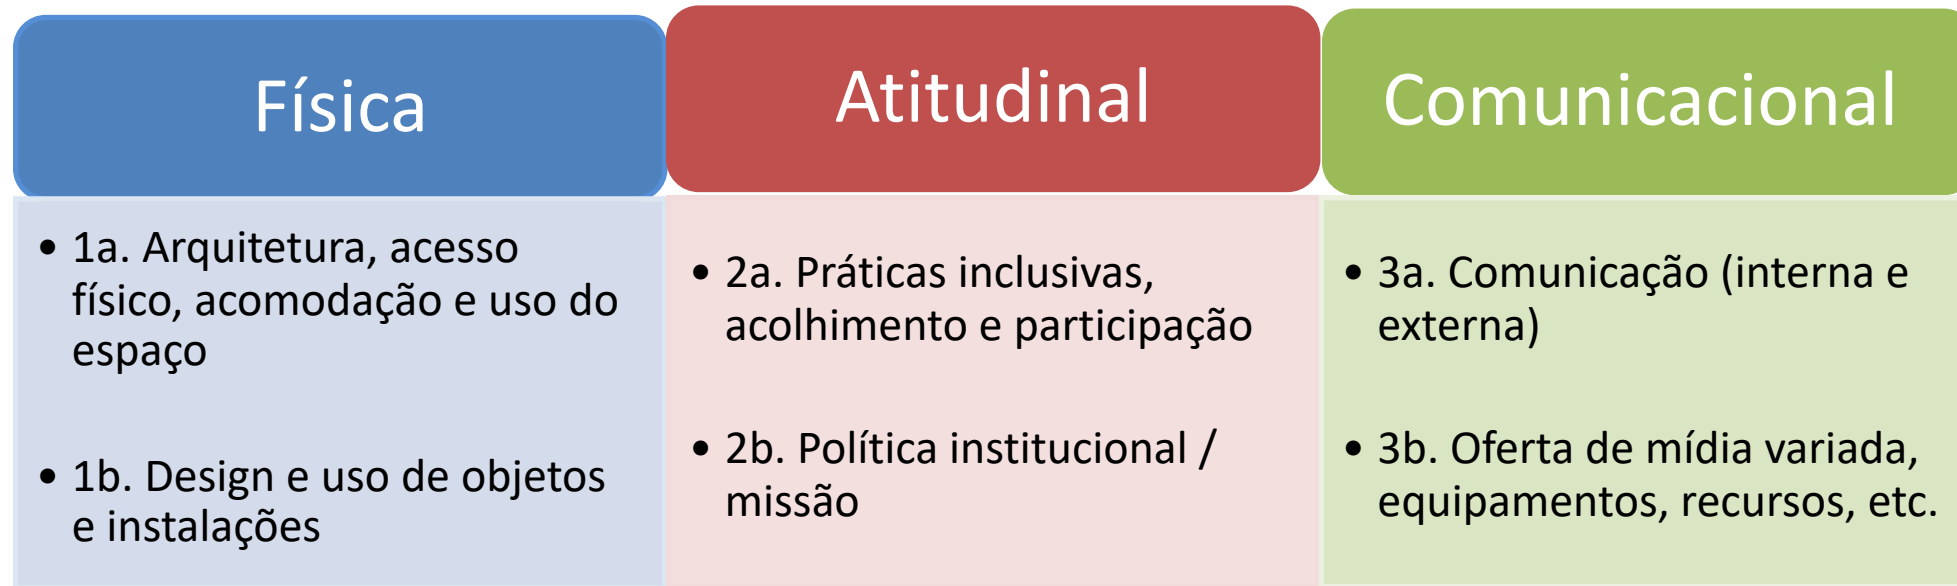 Física
• 1a. Arquitetura, acesso
físico, acomodação e uso do
espaço
• 1b. Design e uso de objetos
e instalações
Atitudinal
• 2a. Práticas inclusivas,
acolhimento e participação
• 2b. Política institucional /
missão
Comunicacional
• 3a. Comunicação (interna e
externa)
• 3b. Oferta de mídia variada,
equipamentos, recursos, etc.